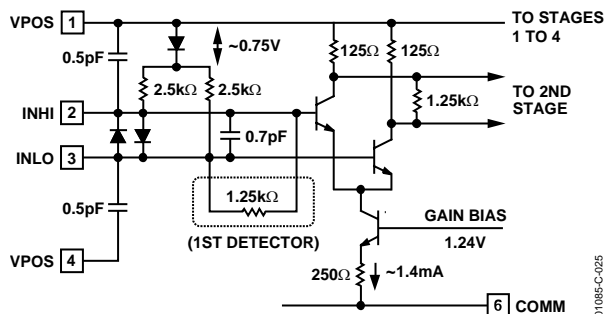 VPOS 1
TO STAGES
1 TO 4
0.5pF
~0.75V
125Ω
125Ω
2.5kΩ
2.5kΩ
1.25kΩ
TO 2ND
STAGE
INHI 2
0.7pF
INLO 3
1.25kΩ
0.5pF
(1ST DETECTOR)
GAIN BIAS
1.24V
VPOS 4
250Ω
~1.4mA
6 COMM
01085-C-025